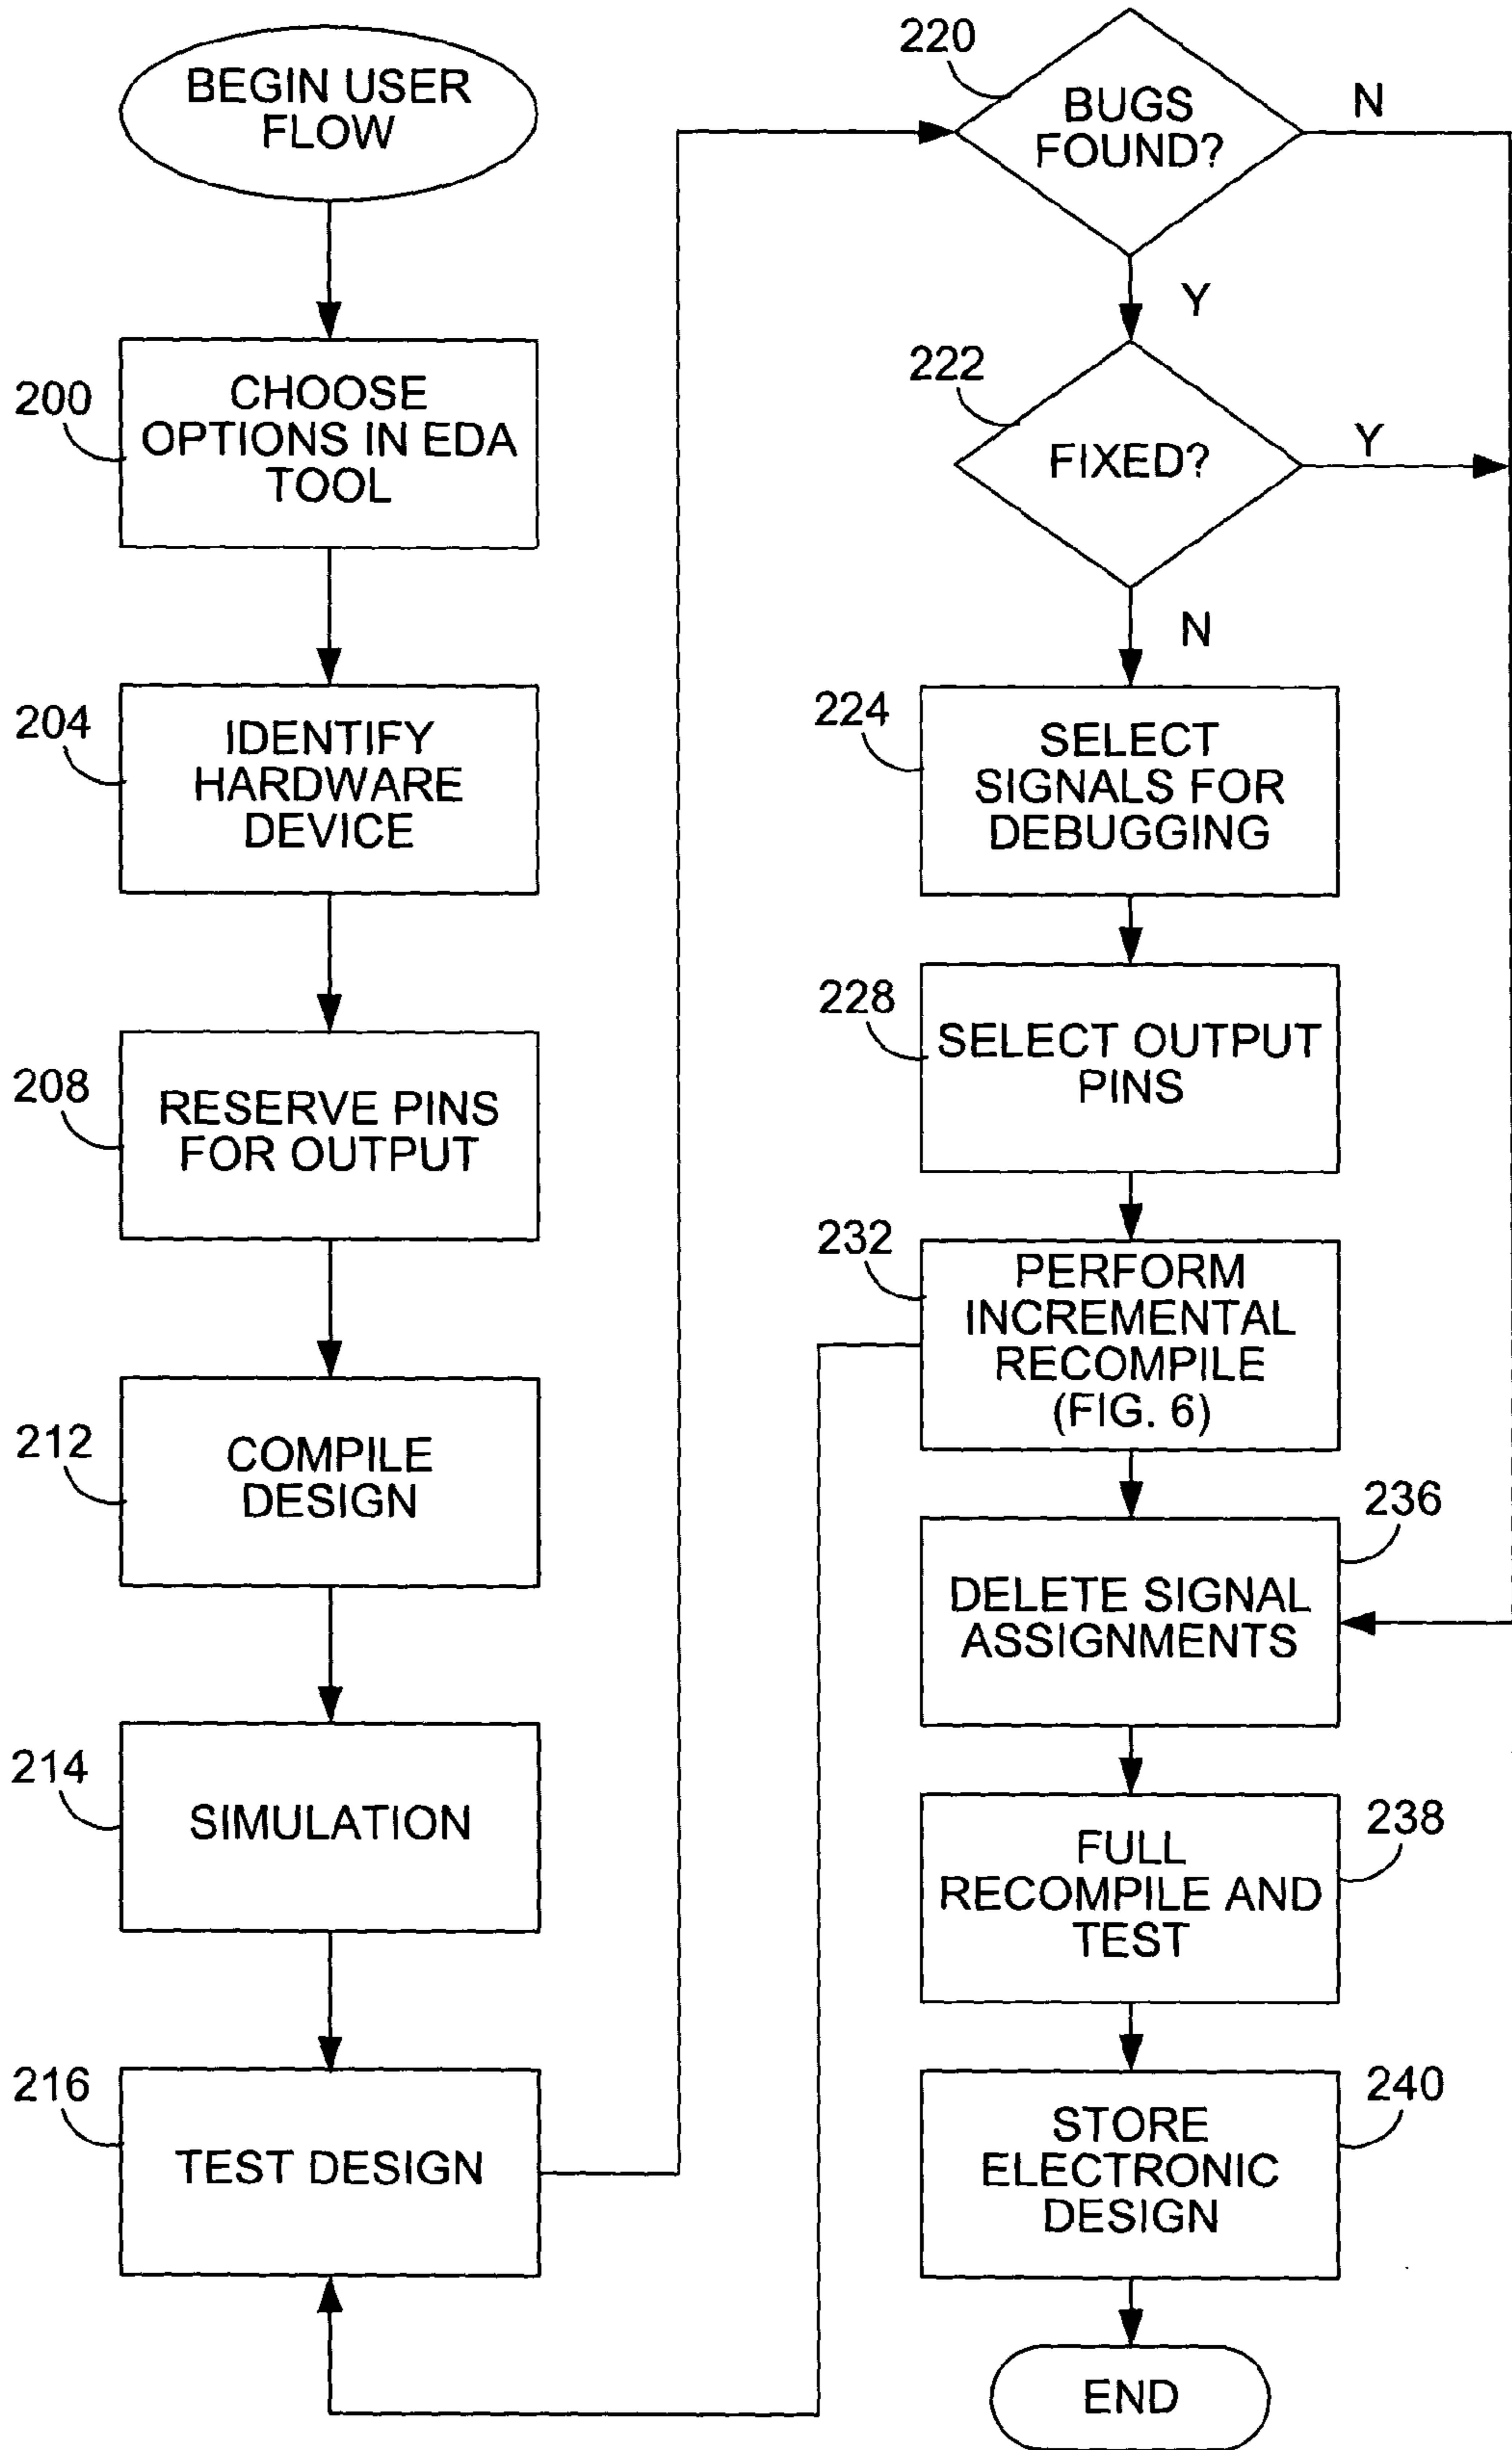 BEGIN USER
FLOW
200
CHOOSE
OPTIONS IN EDA
TOOL
204
IDENTIFY
HARDWARE
DEVICE
208
RESERVE PINS
FOR OUTPUT
212
COMPILE
DESIGN
214
SIMULATION
216
TEST DESIGN
220
BUGS
FOUND?
N
Y
222
FIXED?
Y
N
224
SELECT
SIGNALS FOR
DEBUGGING
228
SELECT OUTPUT
PINS
232
PERFORM
INCREMENTAL
RECOMPILE
(FIG. 6)
236
DELETE SIGNAL
ASSIGNMENTS
238
FULL
RECOMPILE AND
TEST
240
STORE
ELECTRONIC
DESIGN
END